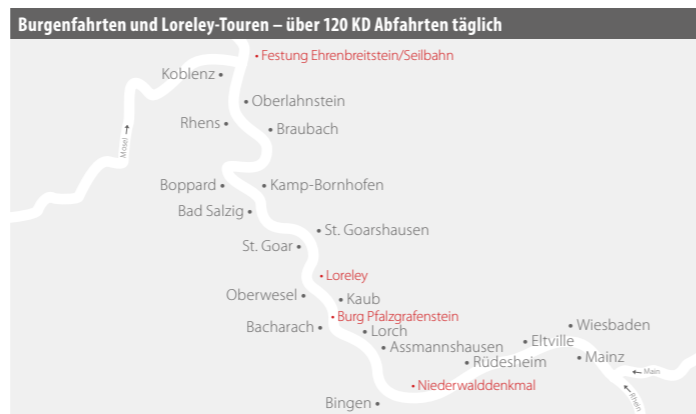 Burgenfahrten und Loreley-Touren – über 120 KD Abfahrten täglich
• Festung Ehrenbreitstein/Seilbahn
Koblenz •
• Oberlahnstein
Rhens •
• Braubach
Mosel →
Boppard •
• Kamp-Bornhofen
Bad Salzig •
• St. Goarshausen
St. Goar •
• Loreley
Oberwesel •
• Kaub
• Burg Pfalzgrafenstein
Bacharach •
• Lorch
• Assmannshausen
• Wiesbaden
• Eltville
• Mainz
• Rüdesheim
← Main
• Niederwalddenkmal
Bingen •
← Rhein